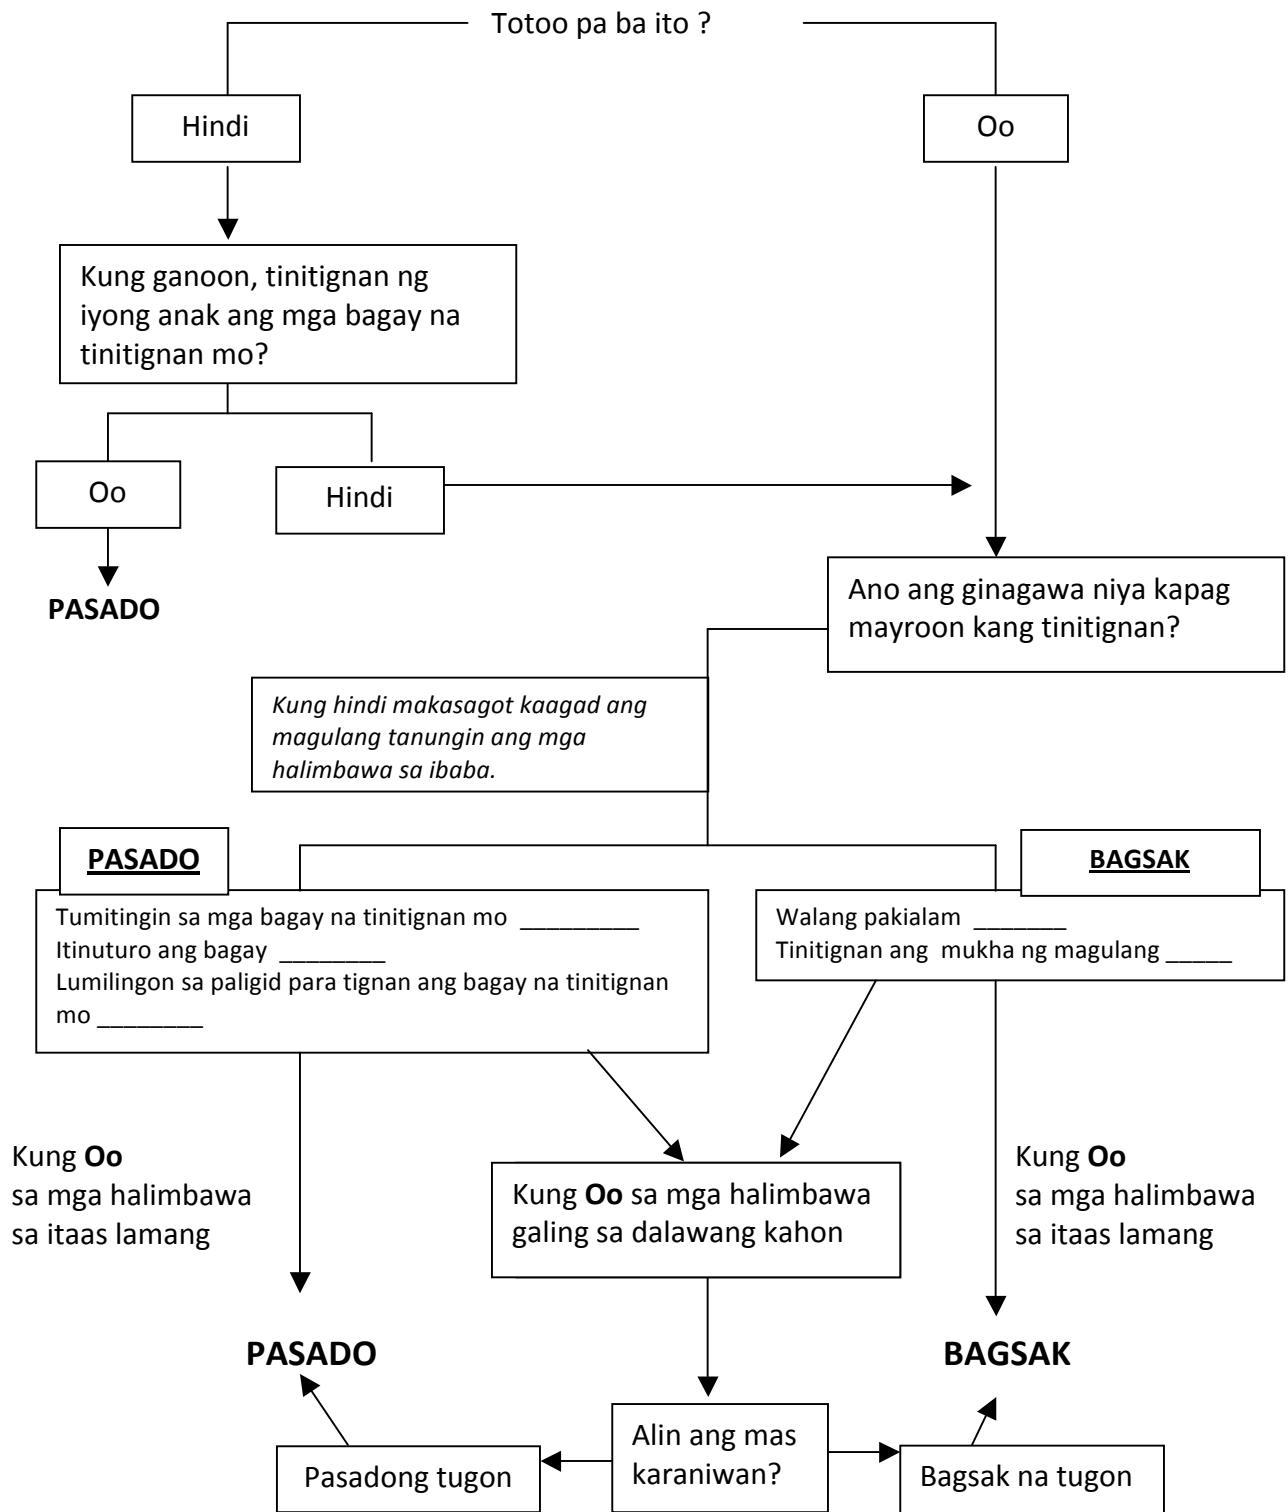 Totoo pa ba ito ?
Hindi
Oo
Kung ganoon, tinitignan ng
iyong anak ang mga bagay na
tinitignan mo?
Oo
Hindi
PASADO
Ano ang ginagawa niya kapag
mayroon kang tinitignan?
Kung hindi makasagot kaagad ang
magulang tanungin ang mga
halimbawa sa ibaba.
PASADO
Tumitingin sa mga bagay na tinitignan mo _________
Itinuturo ang bagay ________
Lumilingon sa paligid para tignan ang bagay na tinitignan
mo ________
BAGSAK
Walang pakialam _______
Tinitignan ang mukha ng magulang _____
Kung Oo
sa mga halimbawa
sa itaas lamang
Kung Oo sa mga halimbawa
galing sa dalawang kahon
Kung Oo
sa mga halimbawa
sa itaas lamang
PASADO
BAGSAK
Pasadong tugon
Alin ang mas
karaniwan?
Bagsak na tugon